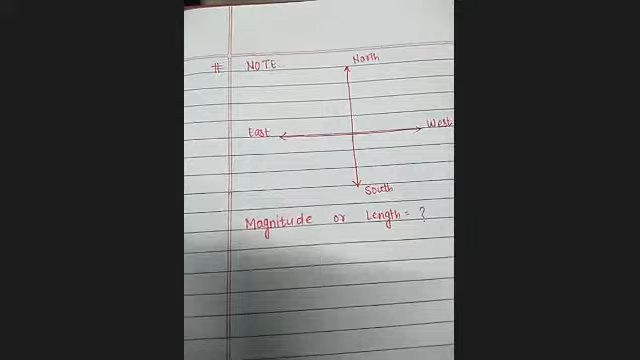 North
# NOTE.
East West
South
Magnitude or Length = ?